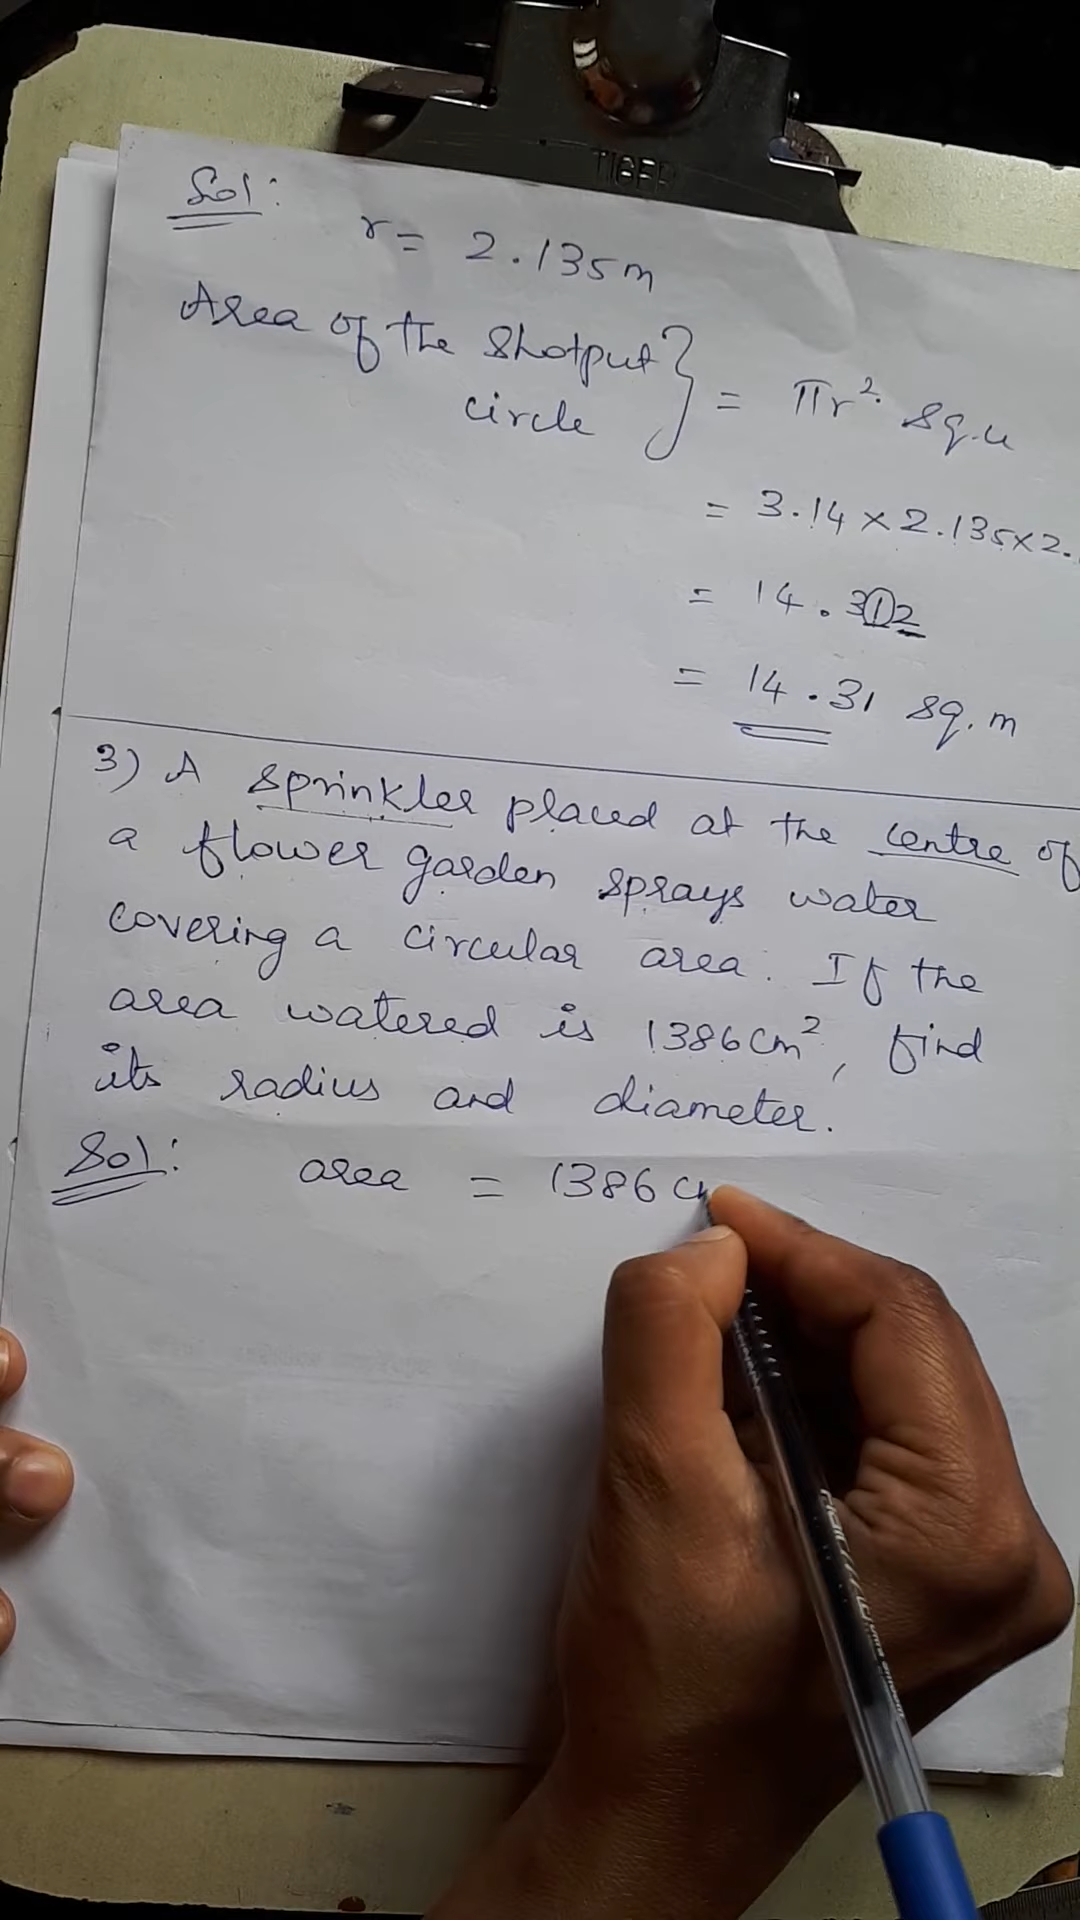 TIGER
Sol:
r = 2.135m
Area of the Shotput
circle } = πr². sq.u
= 3.14 × 2.135 × 2.
= 14.312
= 14.31 sq.m
3) A sprinkler placed at the centre of
a flower garden sprays water
covering a circular area. If the
area watered is 1386cm², find
its radius and diameter.
Sol: area = 1386 cm